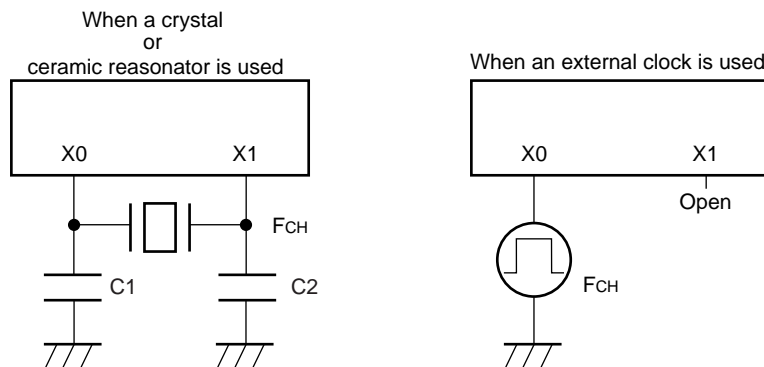 When a crystal
or
ceramic reasonator is used
X0 X1
FCH
C1 C2
When an external clock is used
X0 X1
Open
FCH